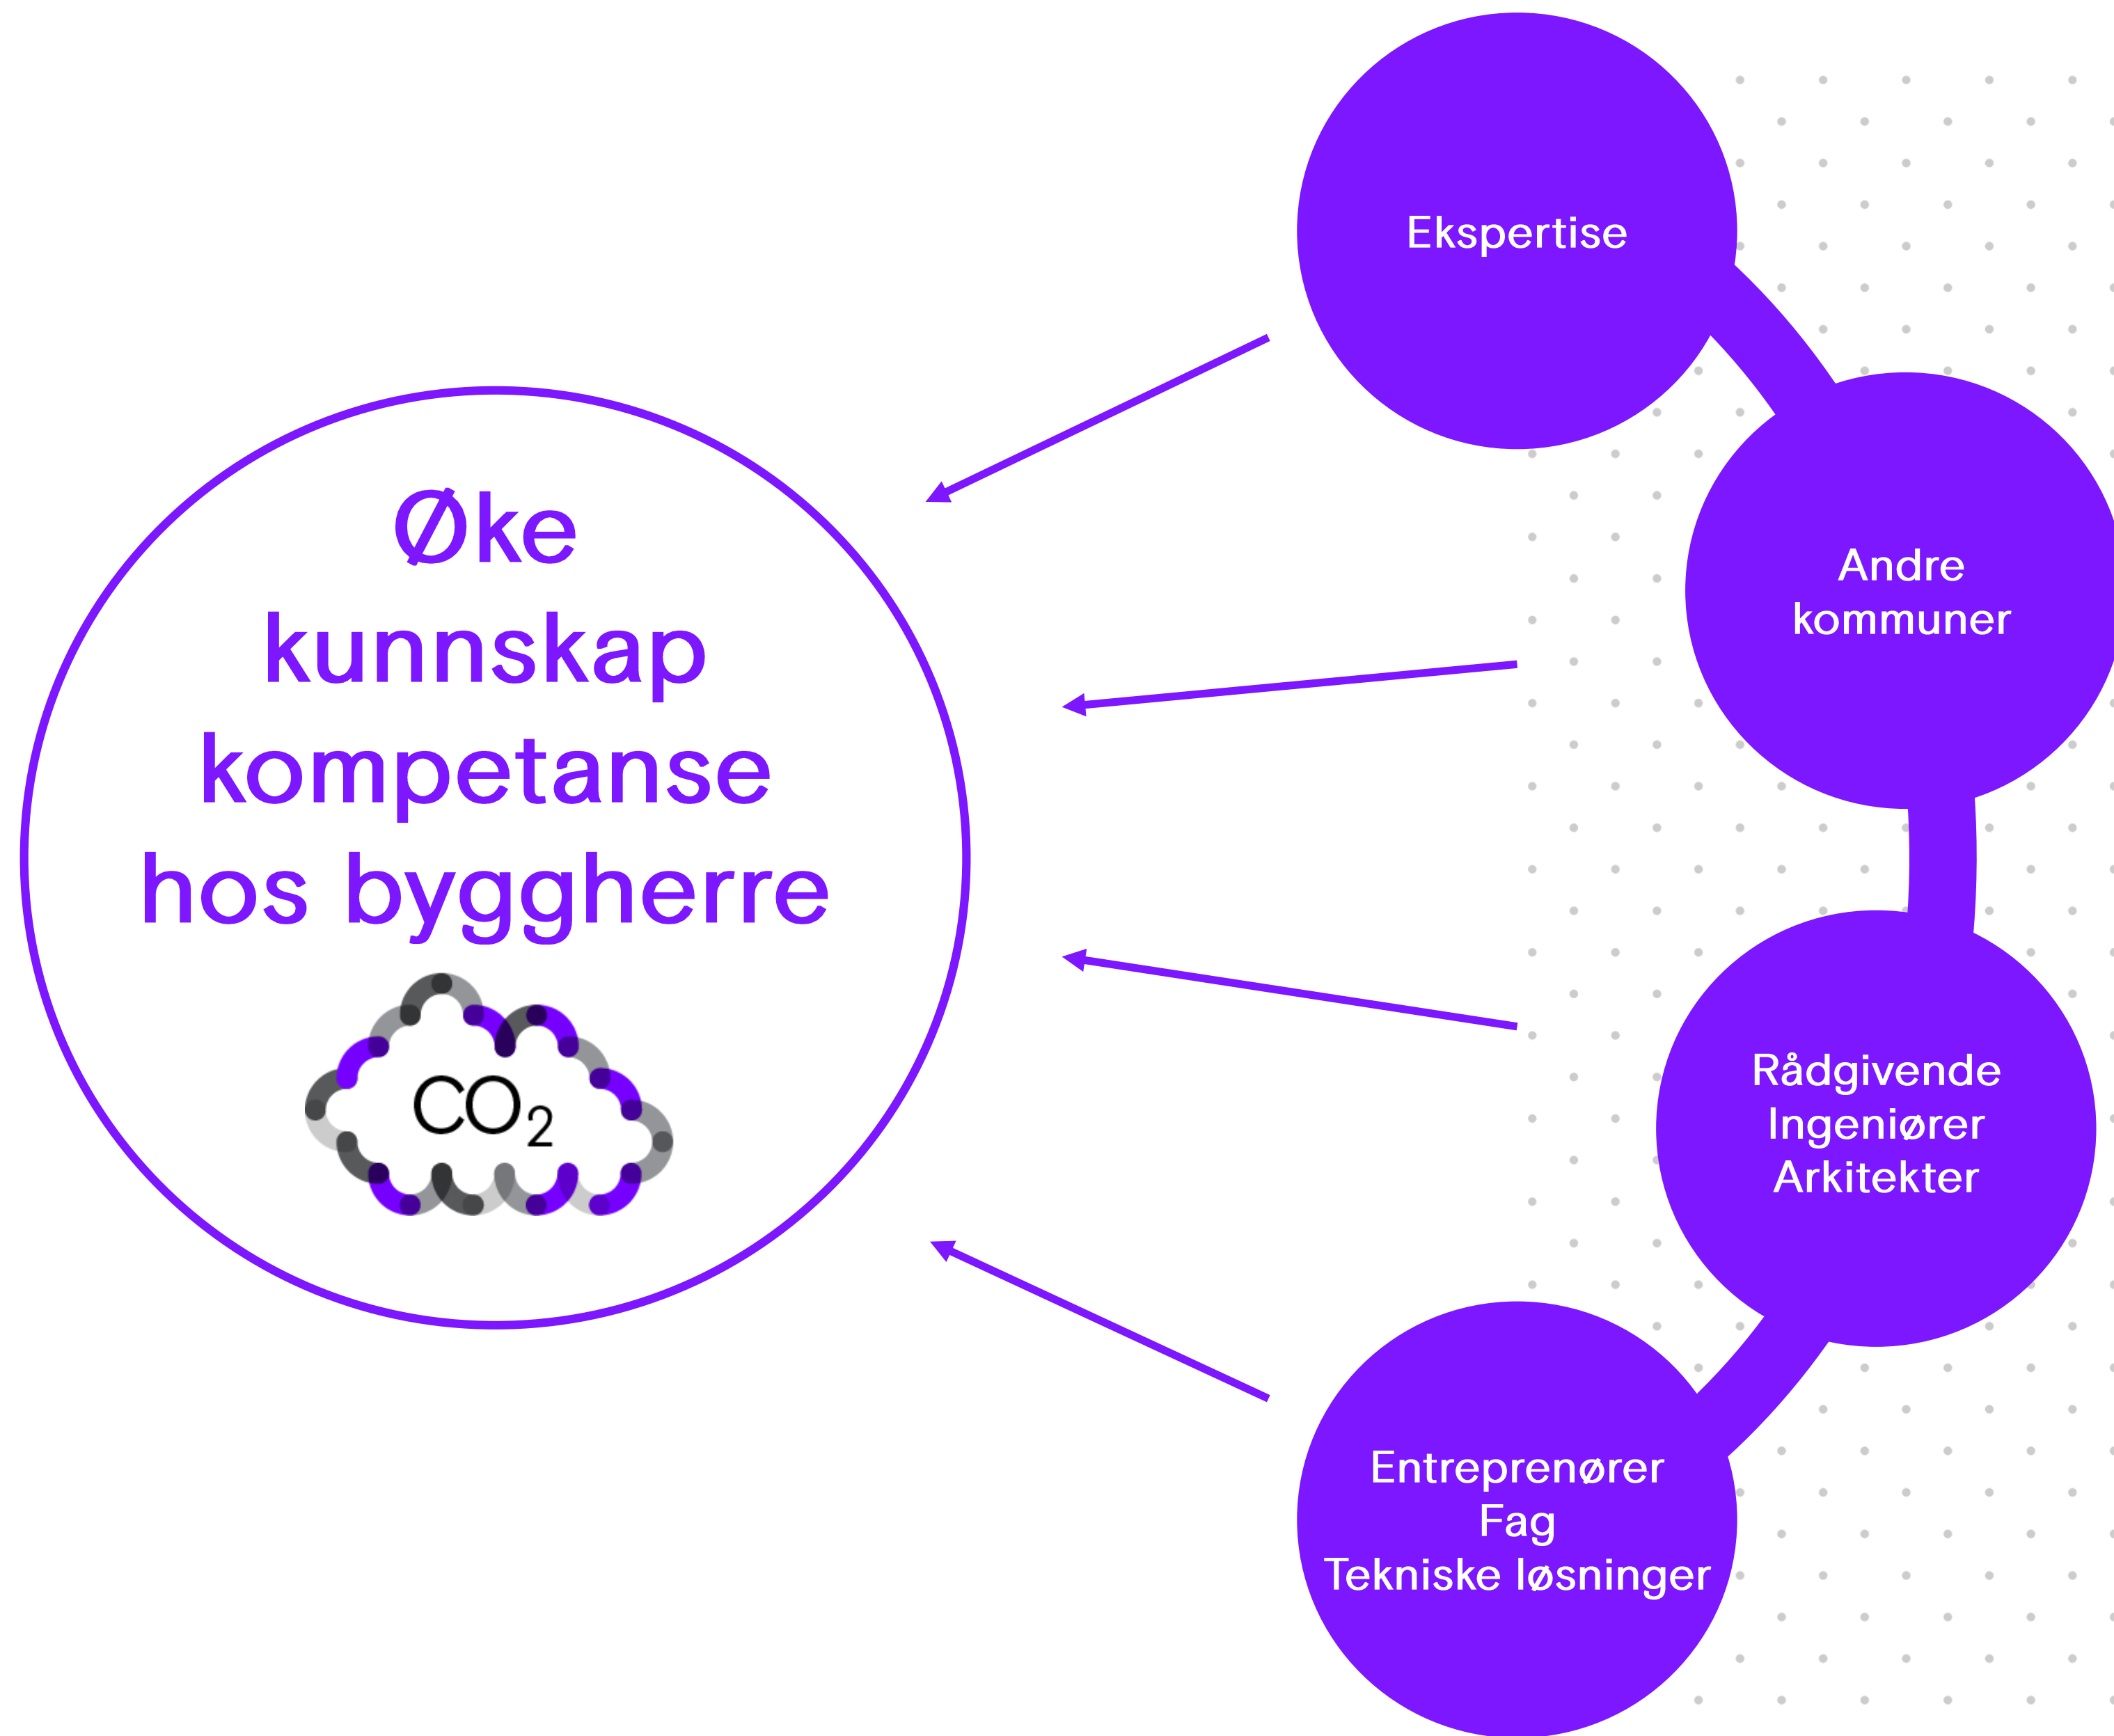 Øke
kunnskap
kompetanse
hos byggherre
CO₂
Ekspertise
Andre
kommuner
Rådgivende
Ingeniører
Arkitekter
Entreprenører
Fag
Tekniske løsninger